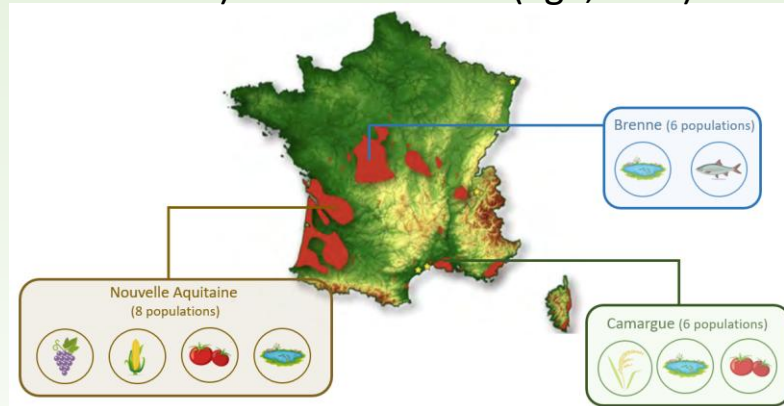 Brenne (6 populations)
Nouvelle Aquitaine
(8 populations)
Camargue (6 populations)